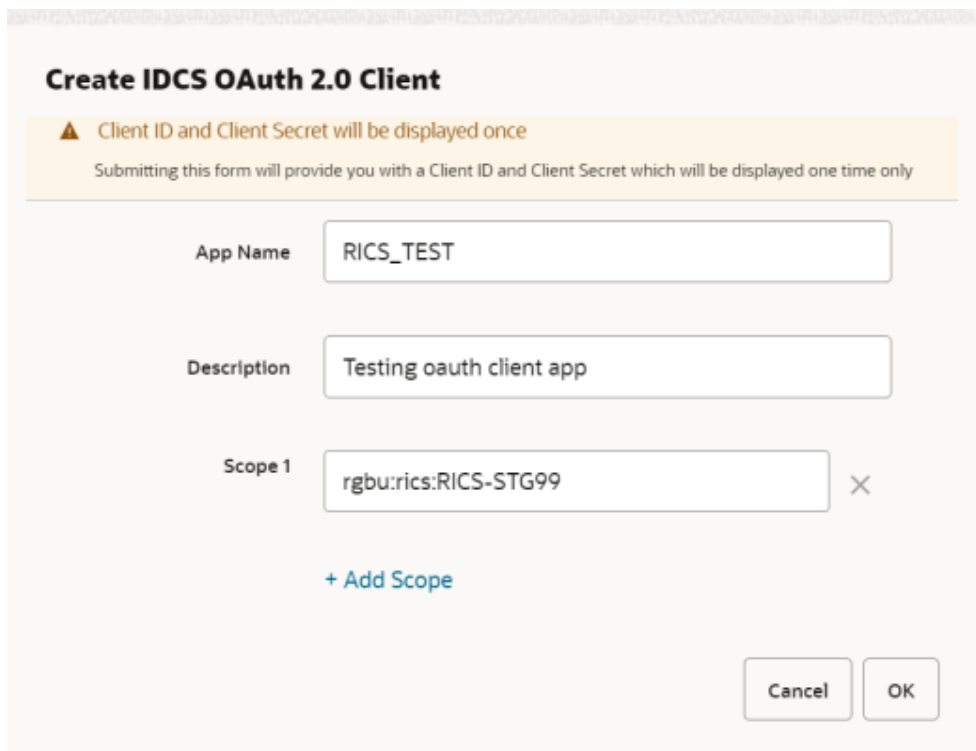 Create IDCS OAuth 2.0 Client
Client ID and Client Secret will be displayed once
Submitting this form will provide you with a Client ID and Client Secret which will be displayed one time only
App Name RICS_TEST
Description Testing oauth client app
Scope 1 rgbu:rics:RICS-STG99
+ Add Scope
Cancel OK